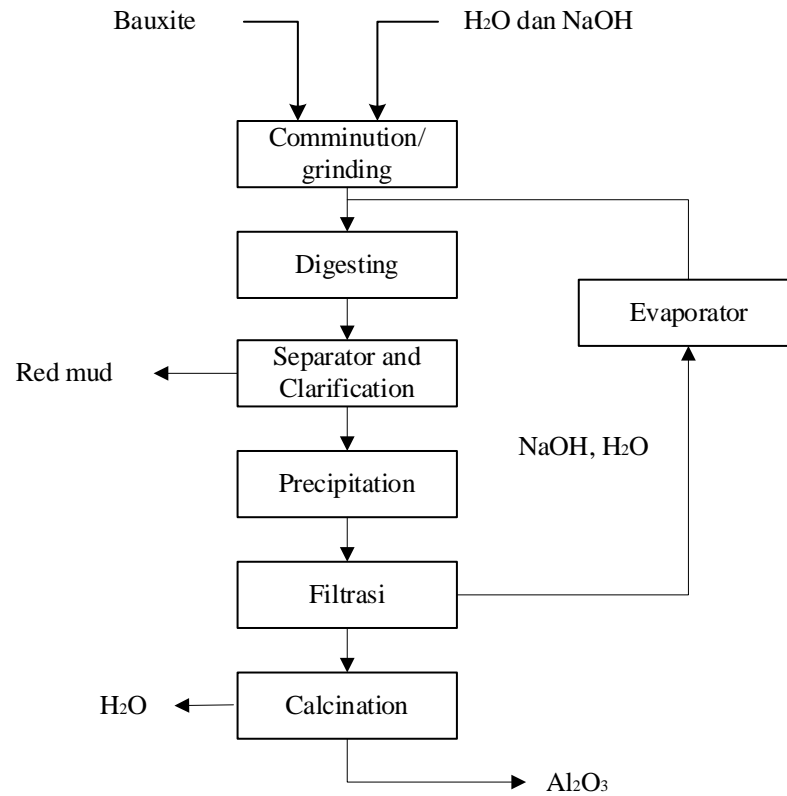 Bauxite
H2O dan NaOH
Comminution/
grinding
Digesting
Evaporator
Separator and
Clarification
Red mud
NaOH, H2O
Precipitation
Filtrasi
H2O
Calcination
Al2O3